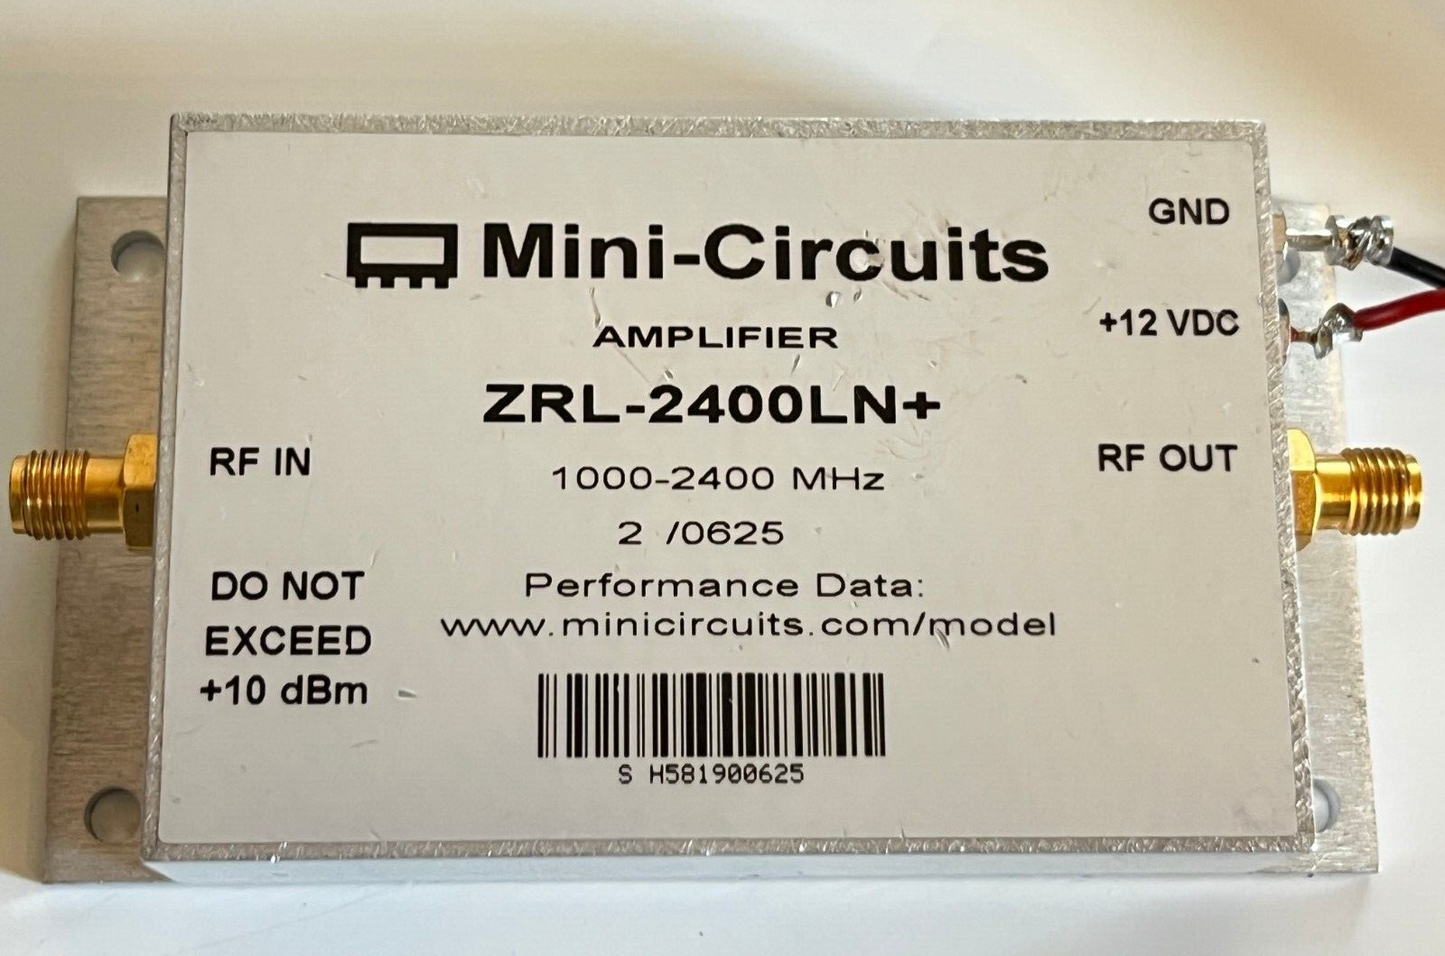 Mini-Circuits
AMPLIFIER
ZRL-2400LN+
1000-2400 MHz
2 /0625
Performance Data:
www.minicircuits.com/model
S H581900625
GND
+12 VDC
RF IN
RF OUT
DO NOT
EXCEED
+10 dBm